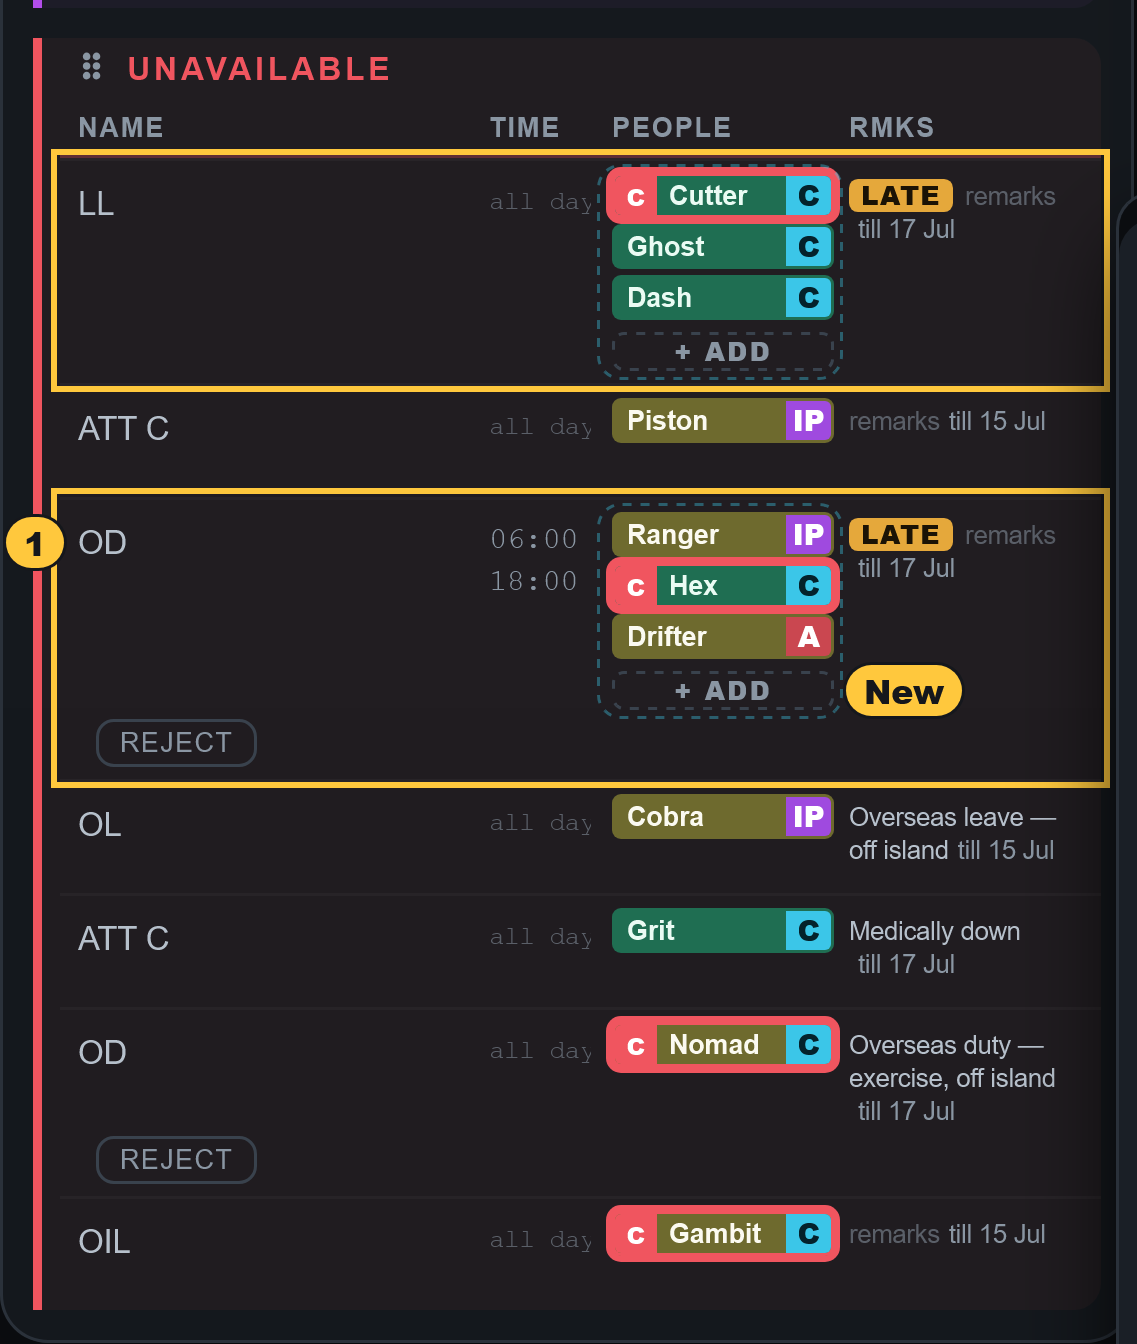 UNAVAILABLE
NAME TIME PEOPLE RMKS
LL all day c Cutter C LATE remarks
till 17 Jul
Ghost C
Dash C
+ ADD
ATT C all day Piston IP remarks till 15 Jul
1 OD 06:00 Ranger IP LATE remarks
18:00 c Hex C till 17 Jul
Drifter A
+ ADD New
REJECT
OL all day Cobra IP Overseas leave —
off island till 15 Jul
ATT C all day Grit C Medically down
till 17 Jul
OD all day c Nomad C Overseas duty —
exercise, off island
till 17 Jul
REJECT
OIL all day c Gambit C remarks till 15 Jul